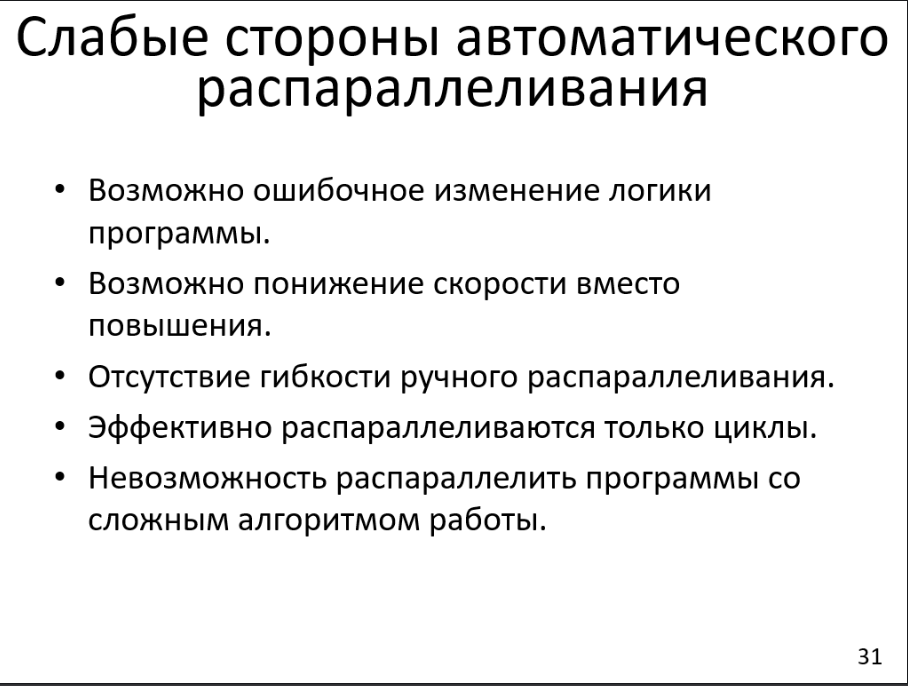 Слабые стороны автоматического
распараллеливания
• Возможно ошибочное изменение логики
программы.
• Возможно понижение скорости вместо
повышения.
• Отсутствие гибкости ручного распараллеливания.
• Эффективно распараллеливаются только циклы.
• Невозможность распараллелить программы со
сложным алгоритмом работы.
31